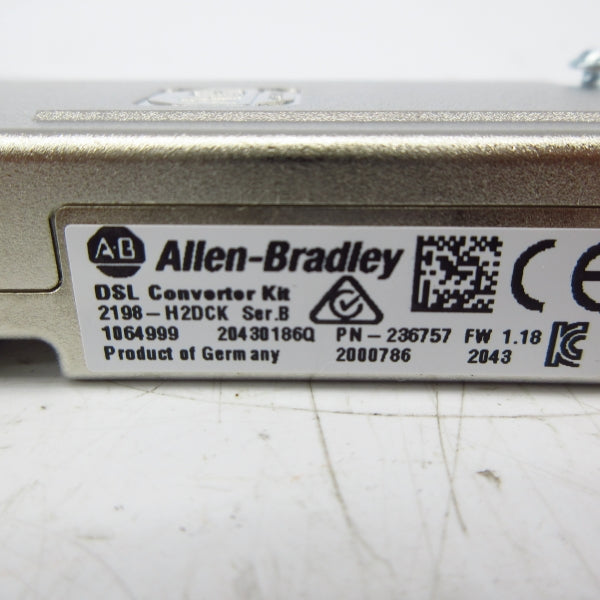 A-B Allen-Bradley
DSL Converter Kit
2198-H2DCK Ser.B
1064999 20430186Q PN-236757 FW 1.18
Product of Germany 2000786 2043
CE